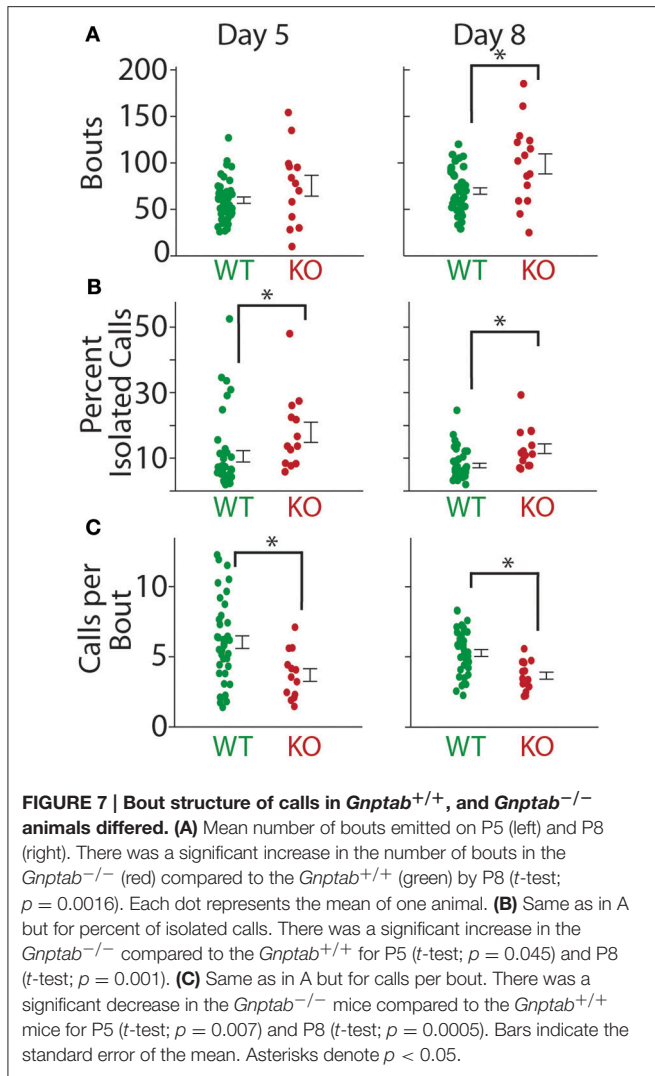 A
Day 5
Day 8
Bouts
200
150
100
50
0
*
WT
KO
WT
KO
B
Percent
Isolated Calls
50
30
10
*
*
WT
KO
WT
KO
C
Calls per
Bout
10
5
0
*
*
WT
KO
WT
KO
FIGURE 7 | Bout structure of calls in Gnptab+/+, and Gnptab−/−
animals differed. (A) Mean number of bouts emitted on P5 (left) and P8
(right). There was a significant increase in the number of bouts in the
Gnptab−/− (red) compared to the Gnptab+/+ (green) by P8 (t-test;
p = 0.0016). Each dot represents the mean of one animal. (B) Same as in A
but for percent of isolated calls. There was a significant increase in the
Gnptab−/− compared to the Gnptab+/+ for P5 (t-test; p = 0.045) and P8
(t-test; p = 0.001). (C) Same as in A but for calls per bout. There was a
significant decrease in the Gnptab−/− mice compared to the Gnptab+/+
mice for P5 (t-test; p = 0.007) and P8 (t-test; p = 0.0005). Bars indicate the
standard error of the mean. Asterisks denote p < 0.05.